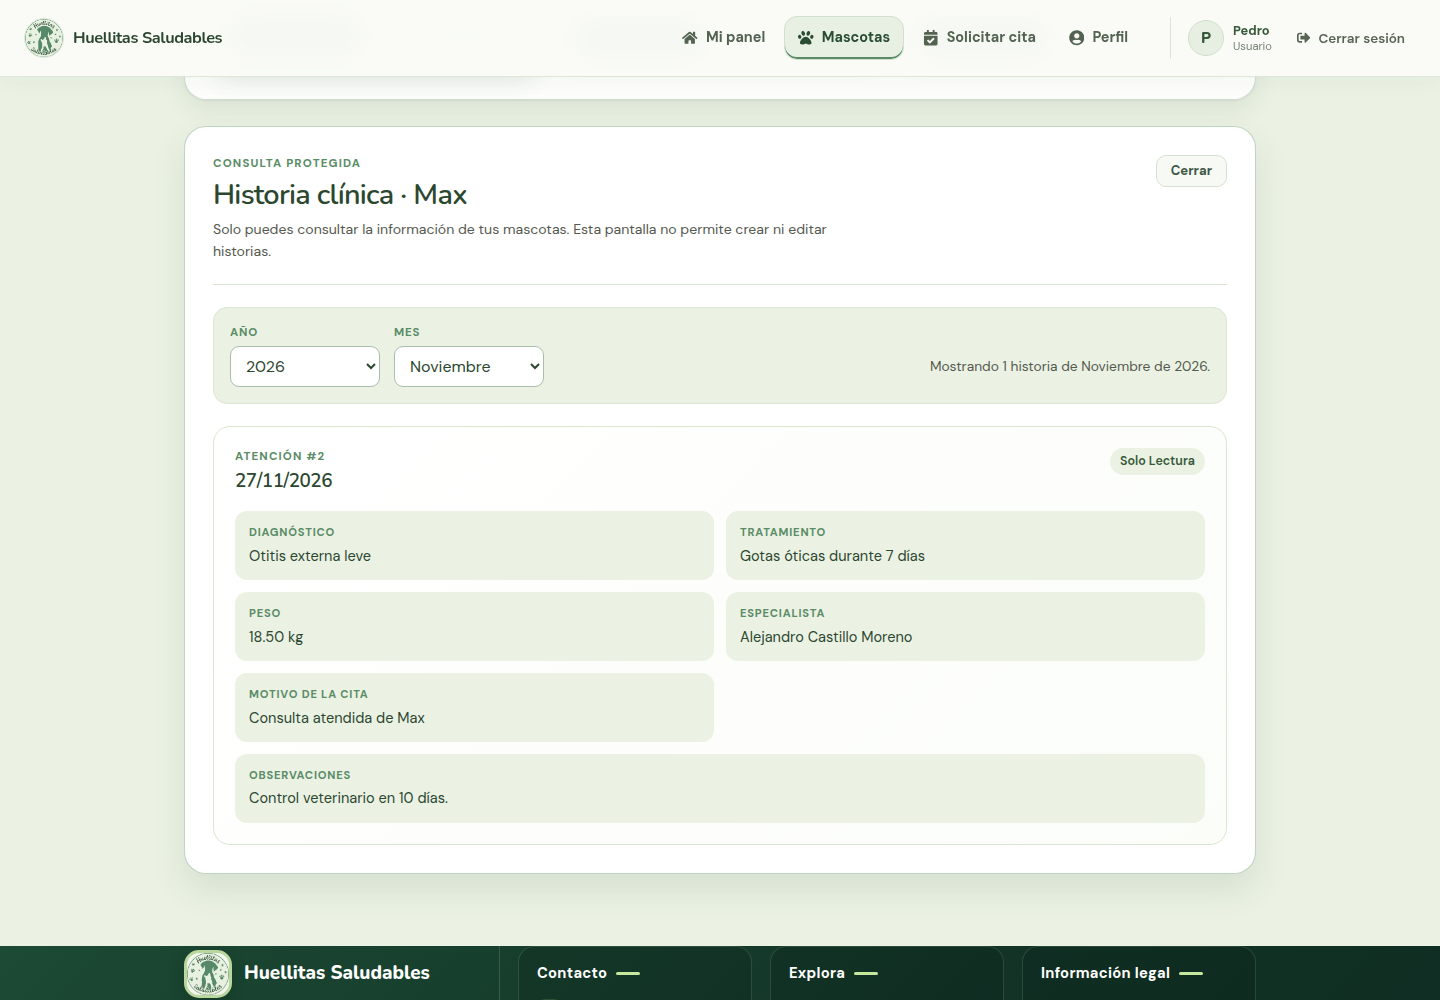 Huellitas Saludables
Mi panel
Mascotas
Solicitar cita
Perfil
P
Pedro
Usuario
Cerrar sesión
CONSULTA PROTEGIDA
Historia clínica · Max
Solo puedes consultar la información de tus mascotas. Esta pantalla no permite crear ni editar
historias.
Cerrar
AÑO
MES
2026
Noviembre
Mostrando 1 historia de Noviembre de 2026.
ATENCIÓN #2
27/11/2026
Solo Lectura
DIAGNÓSTICO
Otitis externa leve
TRATAMIENTO
Gotas óticas durante 7 días
PESO
18.50 kg
ESPECIALISTA
Alejandro Castillo Moreno
MOTIVO DE LA CITA
Consulta atendida de Max
OBSERVACIONES
Control veterinario en 10 días.
Huellitas Saludables
Contacto
Explora
Información legal